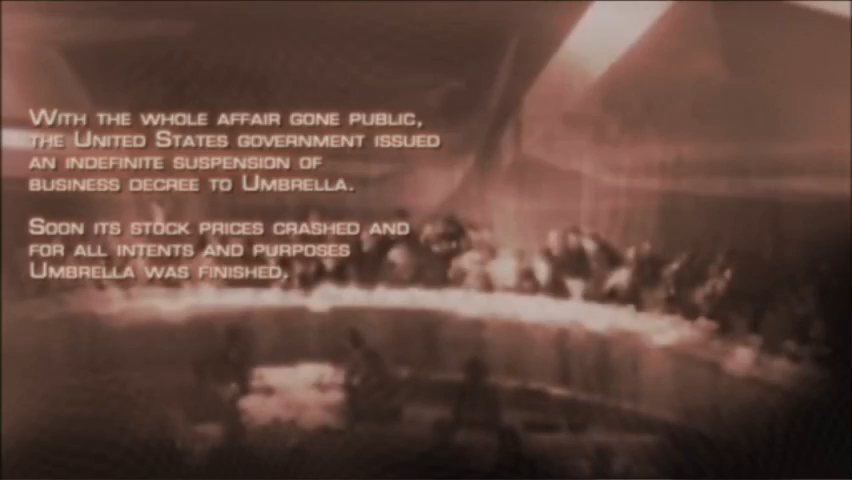 With the whole affair gone public,
the United States government issued
an indefinite suspension of
business decree to Umbrella.
Soon its stock prices crashed and
for all intents and purposes
Umbrella was finished.